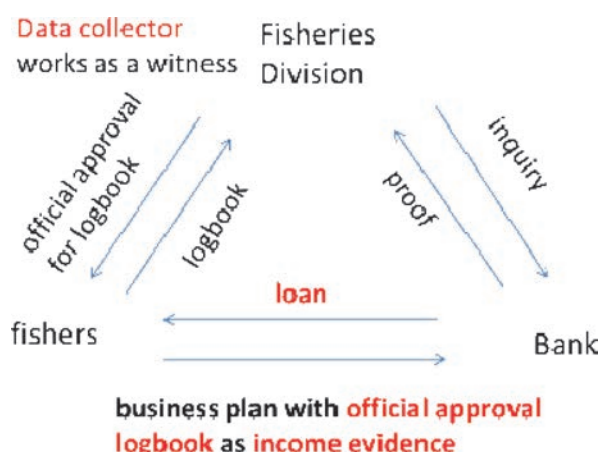 Data collector
works as a witness
Fisheries
Division
official approval
for logbook
logbook
proof
inquiry
loan
fishers
Bank
business plan with official approval
logbook as income evidence